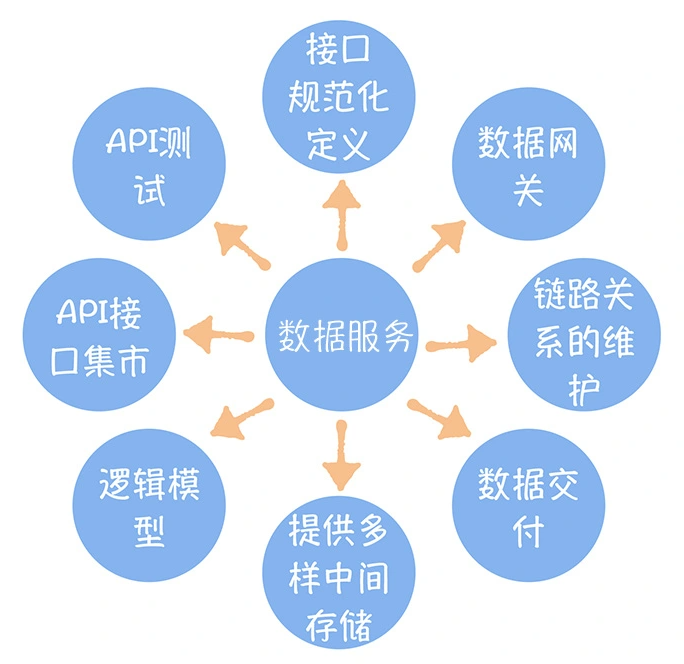 接口
规范化
定义
API测
试
数据网
关
API接
口集市
数据服务
链路关
系的维
护
逻辑模
型
数据交
付
提供多
样中间
存储